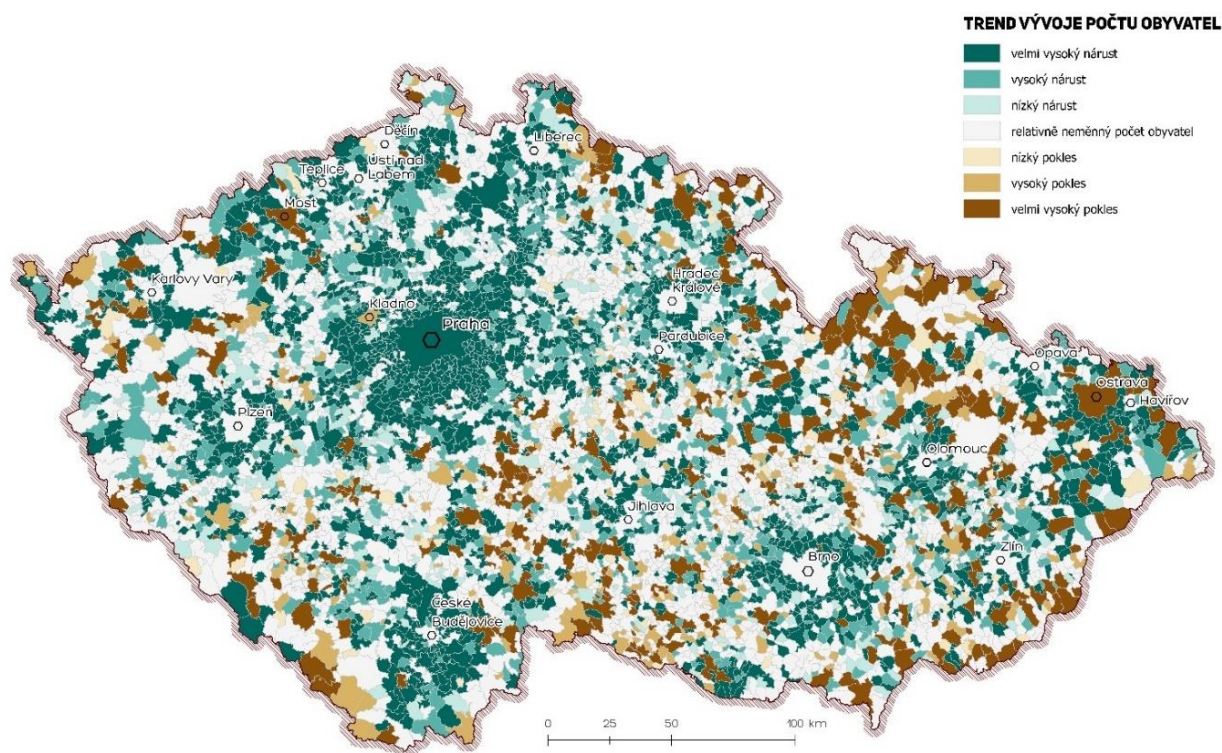 TREND VÝVOJE POČTU OBYVATEL
velmi vysoký nárust
vysoký nárust
nízký nárust
relativně neměnný počet obyvatel
nízký pokles
vysoký pokles
velmi vysoký pokles
Děčín
Liberec
Ústí nad
Labem
Teplice
Most
Karlovy Vary
Kladno
Praha
Hradec
Králové
Pardubice
Opava
Ostrava
Havířov
Plzeň
Olomouc
Jihlava
Brno
Zlín
České
Budějovice
0 25 50 100 km